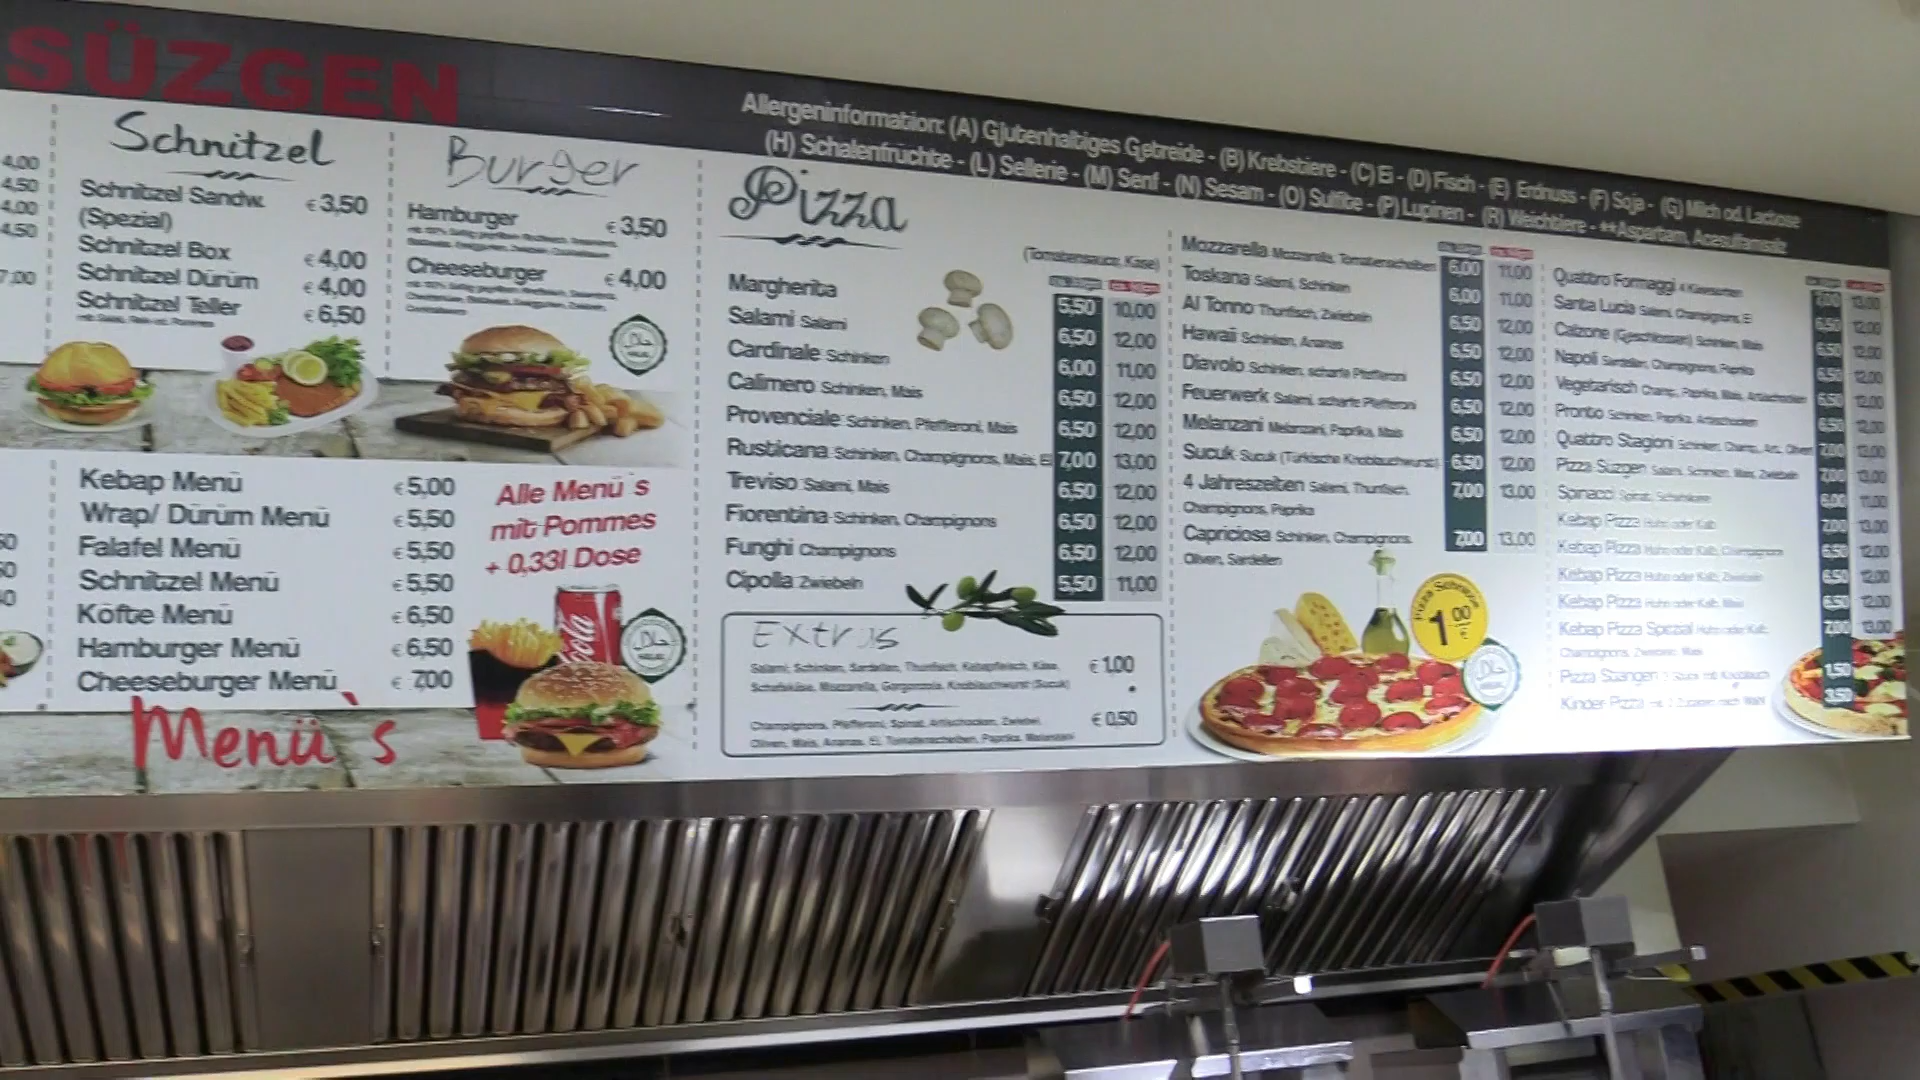 SÜZGEN
Allergeninformation: (A) Glutenhaltiges Getreide - (B) Krebstiere - (C) Ei - (D) Fisch - (E) Erdnuss - (F) Soja - (G) Milch od. Lactose
(H) Schalenfrüchte - (L) Sellerie - (M) Senf - (N) Sesam - (O) Sulfite - (P) Lupinen - (R) Weichtiere - **Aspartam, Acesulfamsalz
4,00
4,50
4,00
4,50
7,00
Schnitzel
Schnitzel Sandw. € 3,50
(Spezial)
Schnitzel Box € 4,00
Schnitzel Dürüm € 4,00
Schnitzel Teller € 6,50
Burger
Hamburger € 3,50
Cheeseburger € 4,00
HALAL
Kebap Menü € 5,00
Wrap/ Dürüm Menü € 5,50
Falafel Menü € 5,50
Schnitzel Menü € 5,50
Köfte Menü € 6,50
Hamburger Menü € 6,50
Cheeseburger Menü € 7,00
Alle Menü´s
mit Pommes
+ 0,33l Dose
HALAL
Menü`s
Pizza
(Tomatensauce, Käse)
Margherita 5,50 10,00
Salami Salami 6,50 12,00
Cardinale Schinken 6,00 11,00
Calimero Schinken, Mais 6,50 12,00
Provenciale Schinken, Pfefferoni, Mais 6,50 12,00
Rusticana Schinken, Champignons, Mais, Ei 7,00 13,00
Treviso Salami, Mais 6,50 12,00
Fiorentina Schinken, Champignons 6,50 12,00
Funghi Champignons 6,50 12,00
Cipolla Zwiebeln 5,50 11,00
Extras
Salami, Schinken, Sardellen, Thunfisch, Kebapfleisch, Käse, € 1,00
Schafskäse, Mozzarella, Gorgonzola, Knoblauchwurst (Sucuk)
Champignons, Pfefferoni, Spinat, Artischocken, Zwiebel, € 0,50
Oliven, Mais, Ananas, Ei, Tomatenscheiben, Paprika, Melanzani
Mozzarella Mozzarella, Tomatenscheiben 6,00 11,00
Toskana Salami, Schinken 6,00 11,00
Al Tonno Thunfisch, Zwiebeln 6,50 12,00
Hawaii Schinken, Ananas 6,50 12,00
Diavolo Schinken, scharfe Pfefferoni 6,50 12,00
Feuerwerk Salami, scharfe Pfefferoni 6,50 12,00
Melanzani Melanzani, Paprika, Mais 6,50 12,00
Sucuk Sucuk (Türkische Knoblauchwurst) 6,50 12,00
4 Jahreszeiten Salami, Thunfisch, 7,00 13,00
Champignons, Paprika
Capriciosa Schinken, Champignons, 7,00 13,00
Oliven, Sardellen
Pizza Schnitte
1 00
Quattro Formaggi 4 Käsesorten 7,00 13,00
Santa Lucia Salami, Champignons, Ei 6,50 12,00
Calzone (Geschlossen) Schinken, Mais 6,50 12,00
Napoli Sardellen, Champignons, Paprika 6,50 12,00
Vegetarisch Champ., Paprika, Mais, Artischocken 6,50 12,00
Pronto Schinken, Paprika, Artischocken 6,50 12,00
Quattro Stagioni Schinken, Champ., Art., Oliven 7,00 13,00
Pizza Süzgen Salami, Schinken, Mais, Zwiebeln 7,00 13,00
Spinacci Spinat, Schafskäse 6,00 11,00
Kebap Pizza Huhn oder Kalb 7,00 13,00
Kebap Pizza Huhn oder Kalb, Champignons 6,50 12,00
Kebap Pizza Huhn oder Kalb, Zwiebeln 6,50 12,00
Kebap Pizza Huhn oder Kalb, Mais 6,50 12,00
Kebap Pizza Spezial Huhn oder Kalb, 7,00 13,00
Champignons, Zwiebeln, Mais
Pizza Stangen 2 Stück mit Knoblauch 1,50
Kinder Pizza mit 2 Zutaten nach Wahl 3,50